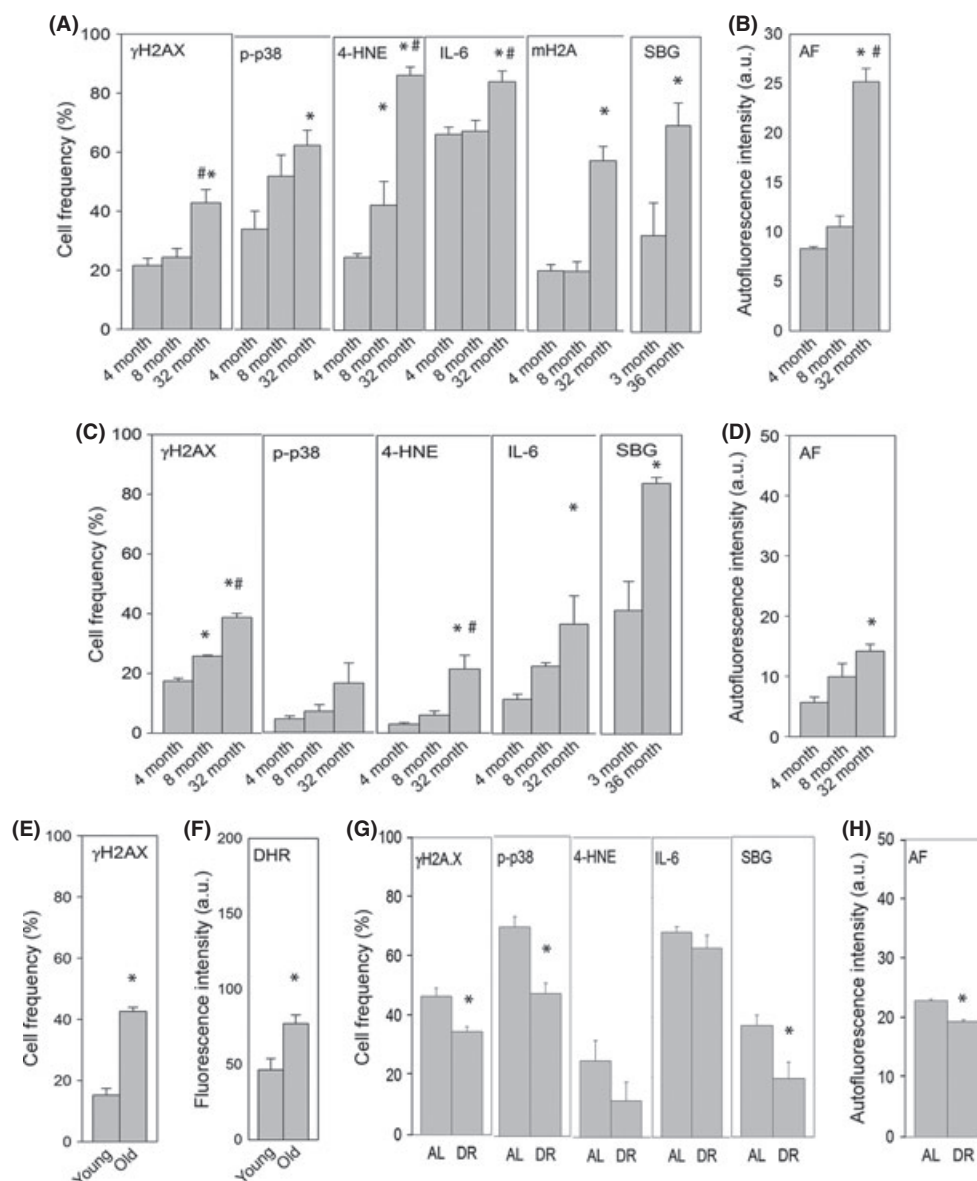 (A)
Cell frequency (%)
100
80
60
40
20
0
γH2AX
#*
4 month
8 month
32 month
p-p38
*
4 month
8 month
32 month
4-HNE
*
*#
4 month
8 month
32 month
IL-6
*#
4 month
8 month
32 month
mH2A
*
4 month
8 month
32 month
SBG
*
3 month
36 month
(B)
Autofluorescence intensity (a.u.)
30
25
20
15
10
5
0
AF
* #
4 month
8 month
32 month
(C)
Cell frequency (%)
100
80
60
40
20
0
γH2AX
*
*#
4 month
8 month
32 month
p-p38
4 month
8 month
32 month
4-HNE
* #
4 month
8 month
32 month
IL-6
*
4 month
8 month
32 month
SBG
*
3 month
36 month
(D)
Autofluorescence intensity (a.u.)
50
40
30
20
10
0
AF
*
4 month
8 month
32 month
(E)
Cell frequency (%)
100
80
60
40
20
0
γH2AX
*
Young
Old
(F)
Fluorescence intensity (a.u.)
200
150
100
50
0
DHR
*
Young
Old
(G)
Cell frequency (%)
100
80
60
40
20
0
γH2A.X
*
AL DR
p-p38
*
AL DR
4-HNE
AL DR
IL-6
AL DR
SBG
*
AL DR
(H)
Autofluorescence intensity (a.u.)
50
40
30
20
10
0
AF
*
AL DR